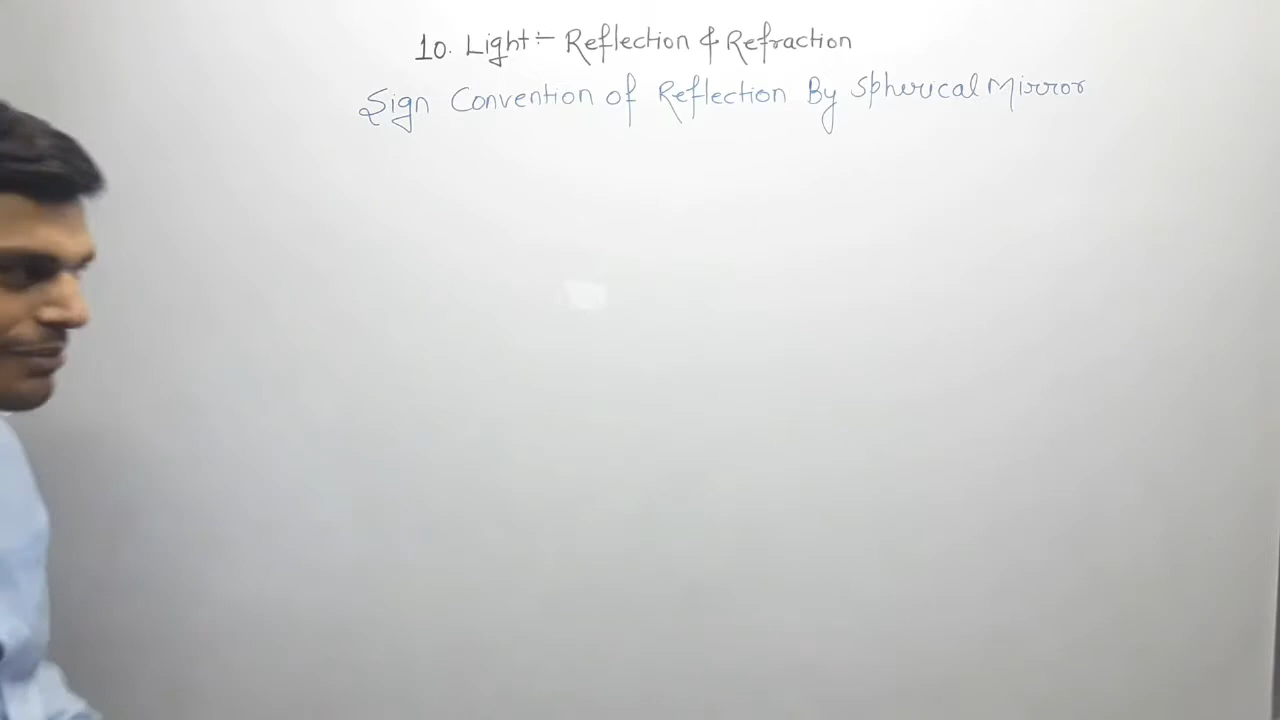 10. Light:- Reflection & Refraction
Sign Convention of Reflection By Spherical Mirror